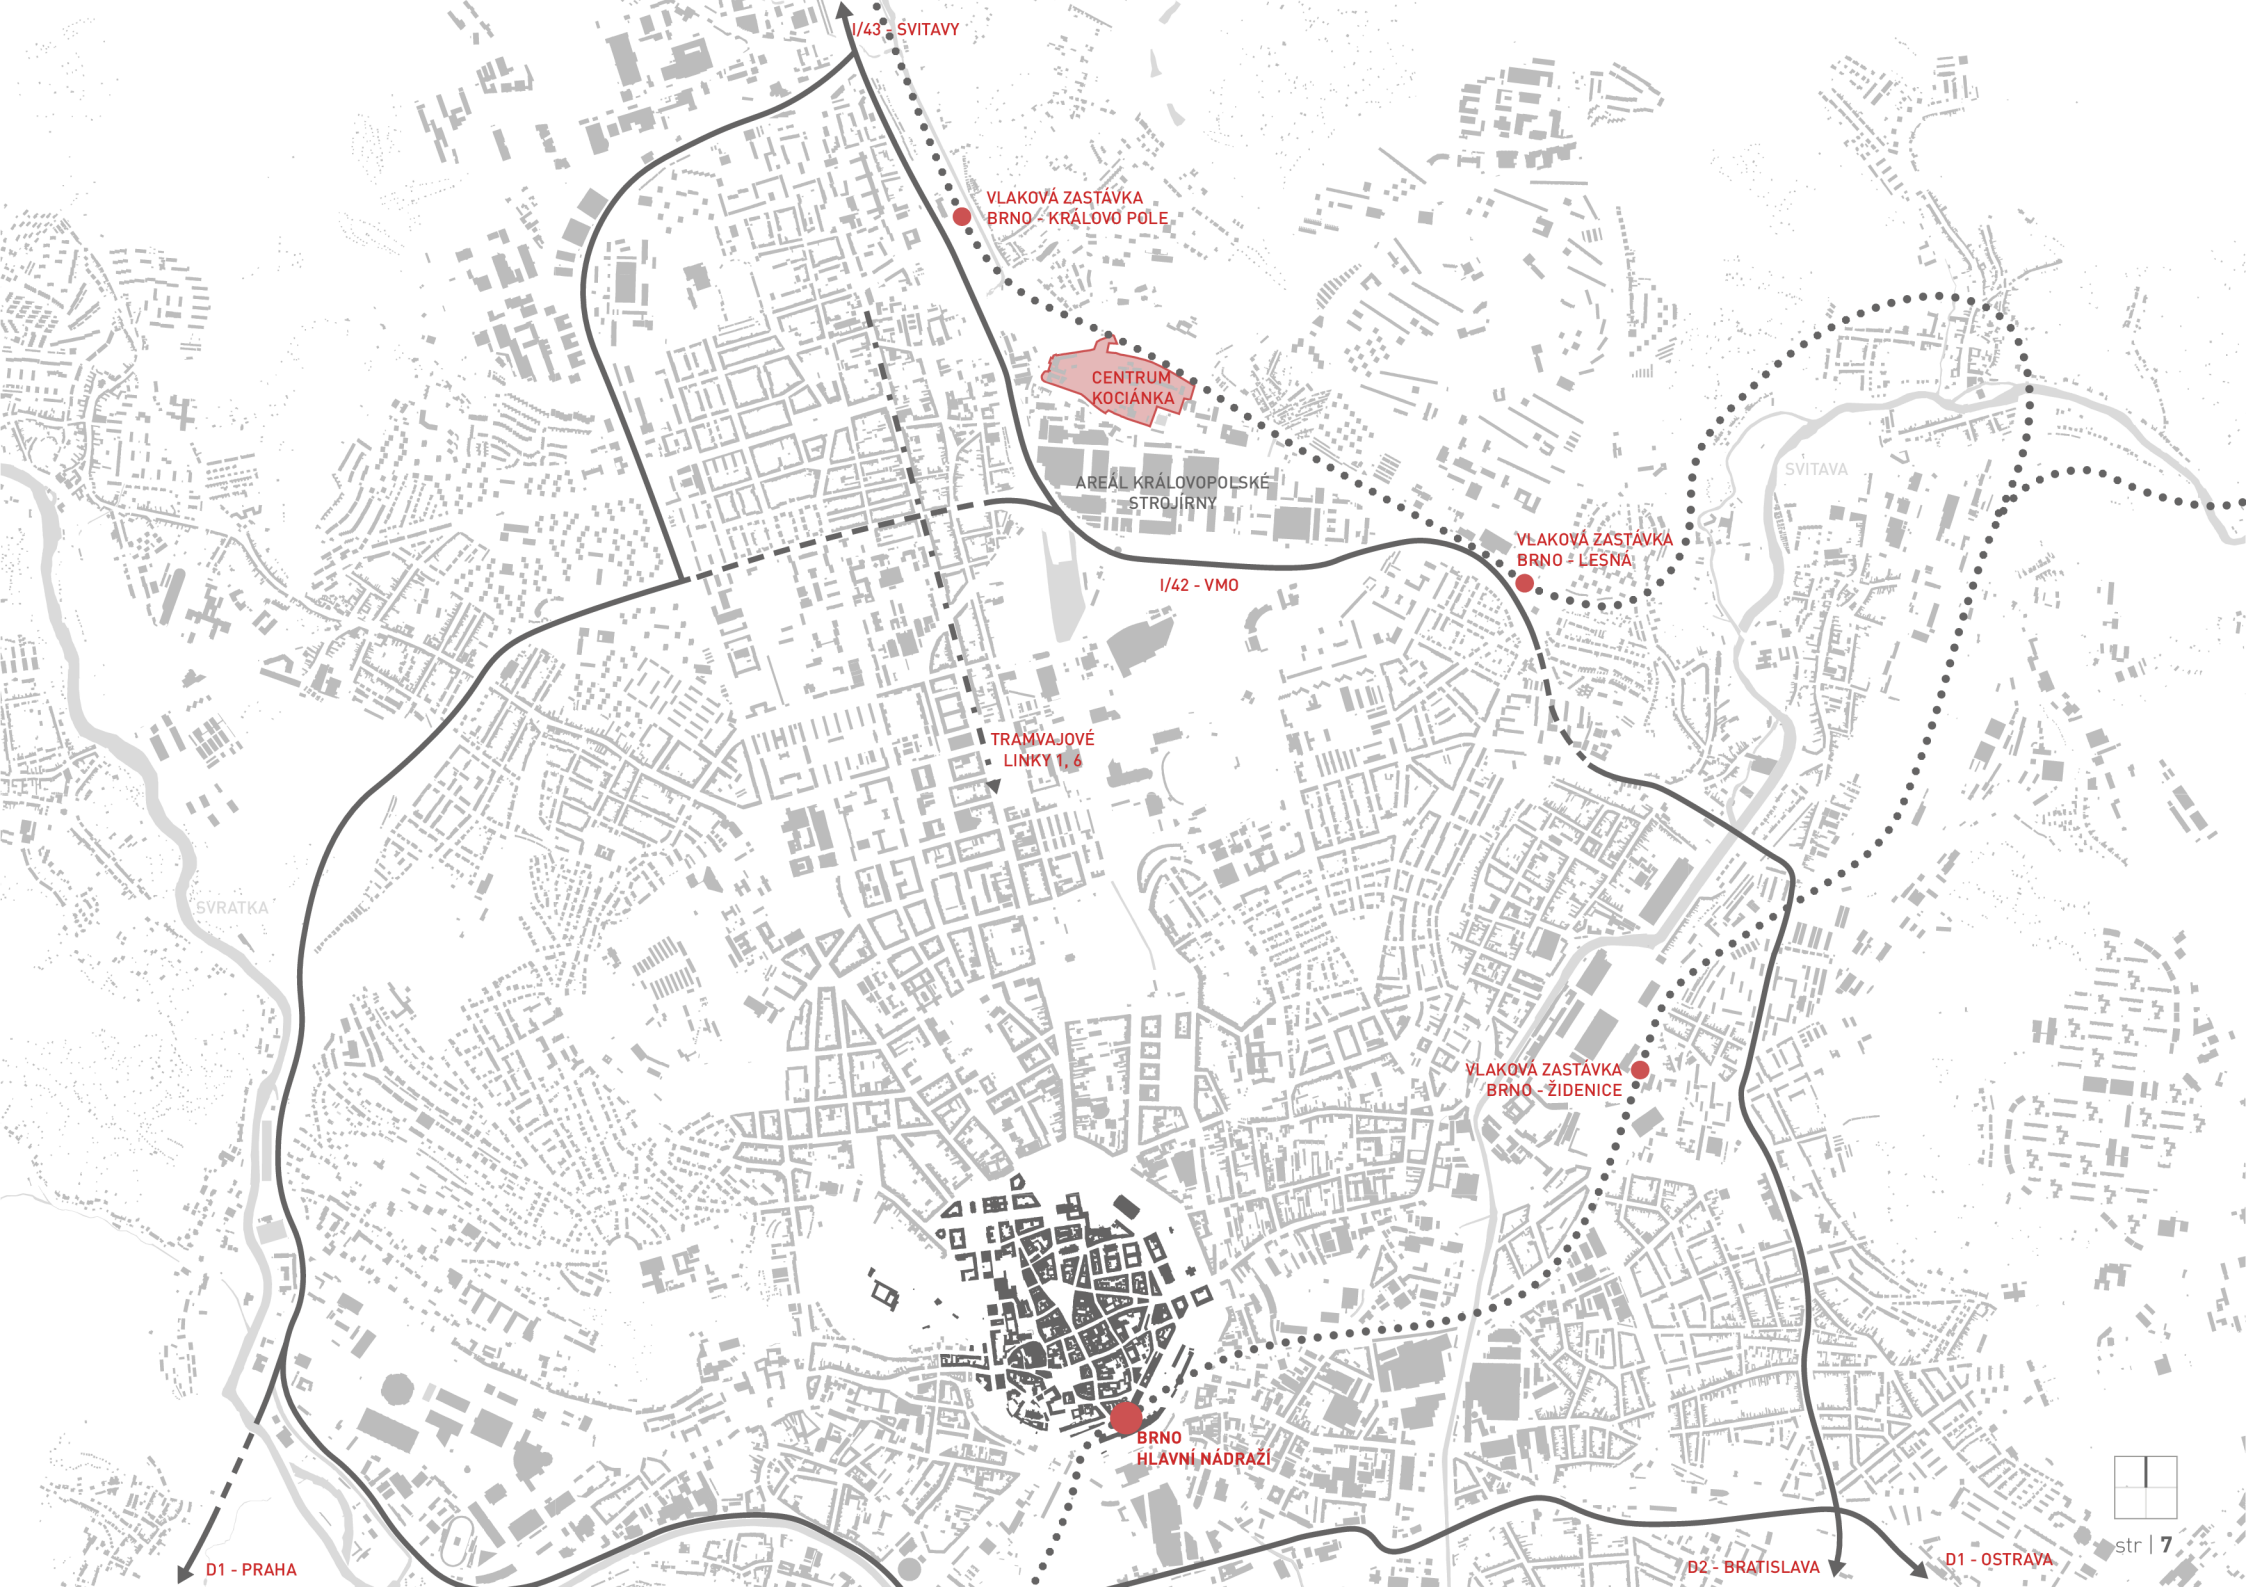 I/43 - SVITAVY
VLAKOVÁ ZASTÁVKA
BRNO - KRÁLOVO POLE
CENTRUM
KOCIÁNKA
SVITAVA
AREÁL KRÁLOVOPOLSKÉ
STROJÍRNY
VLAKOVÁ ZASTÁVKA
BRNO - LESNÁ
I/42 - VMO
TRAMVAJOVÉ
LINKY 1, 6
SVRATKA
VLAKOVÁ ZASTÁVKA
BRNO - ŽIDENICE
BRNO
HLAVNÍ NÁDRAŽÍ
D1 - PRAHA
D2 - BRATISLAVA
D1 - OSTRAVA
str | 7